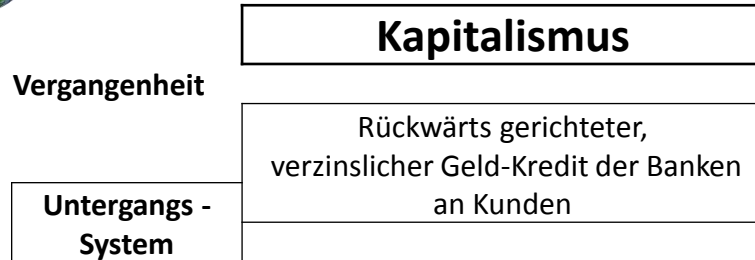 Kapitalismus
Vergangenheit
Rückwärts gerichteter,
verzinslicher Geld-Kredit der Banken
an Kunden
Untergangs -
System